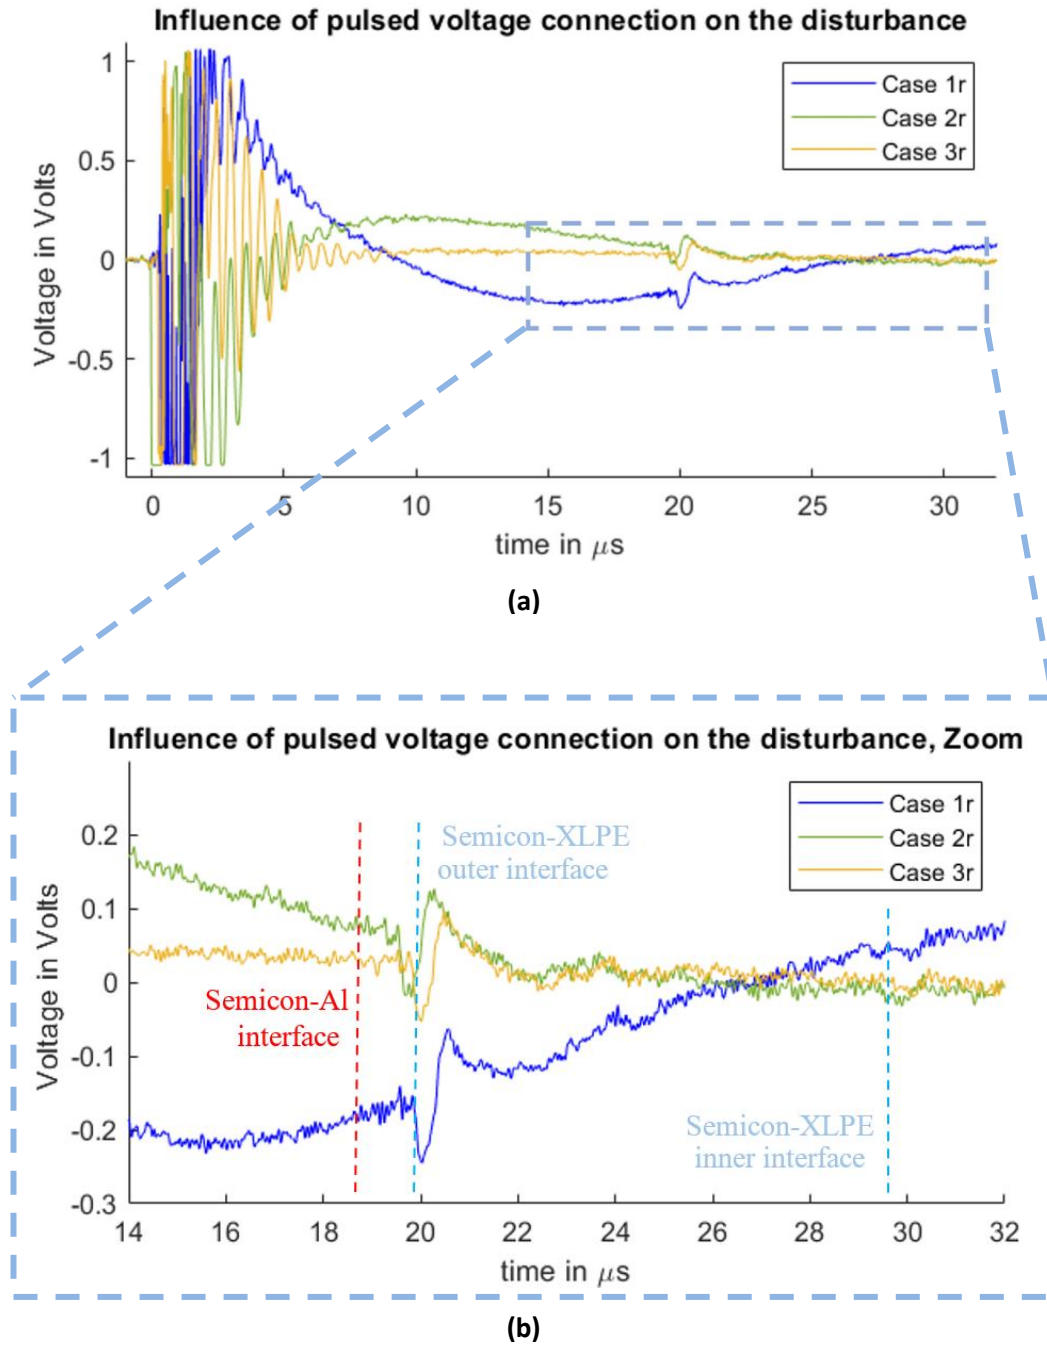 Influence of pulsed voltage connection on the disturbance
Voltage in Volts
1
0.5
0
-0.5
-1
Case 1r
Case 2r
Case 3r
0
5
15
20
25
30
10
time in μs
(a)
Influence of pulsed voltage connection on the disturbance, Zoom
Voltage in Volts
0.2
0.1
0
-0.1
-0.2
-0.3
Case 1r
Case 2r
Case 3r
Semicon-XLPE
outer interface
Semicon-Al
interface
Semicon-XLPE
inner interface
14
16
18
20
22
24
26
28
30
32
time in μs
(b)